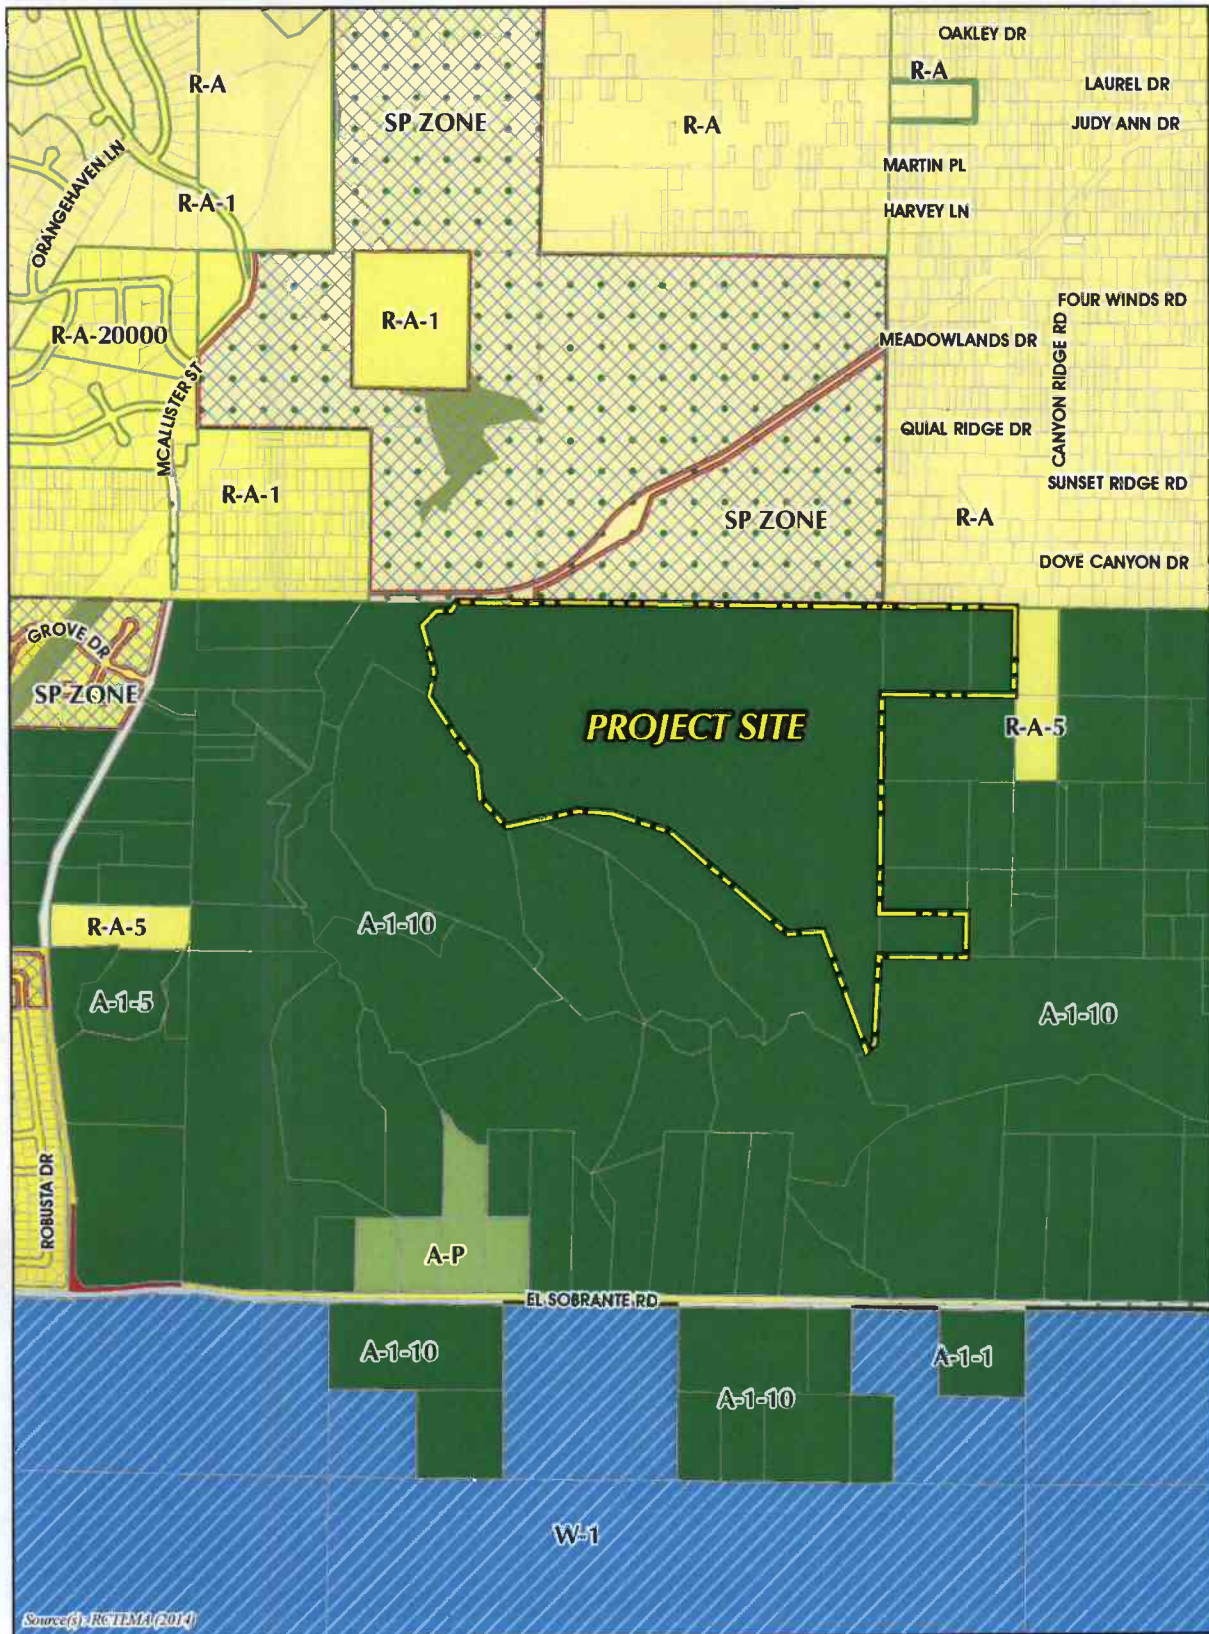 OAKLEY DR
R-A
R-A
LAUREL DR
SP ZONE
R-A
JUDY ANN DR
ORANGEHAVEN LN
MARTIN PL
R-A-1
HARVEY LN
FOUR WINDS RD
R-A-20000
R-A-1
MEADOWLANDS DR
CANYON RIDGE RD
MCALLISTER ST
QUIAL RIDGE DR
R-A-1
SUNSET RIDGE RD
SP ZONE
R-A
DOVE CANYON DR
GROVE DR
SP ZONE
PROJECT SITE
R-A-5
R-A-5
A-1-10
A-1-5
A-1-10
ROBUSTA DR
A-P
EL SOBRANTE RD
A-1-10
A-1-1
A-1-10
W-1
Source(s): RCTLMA (2014)